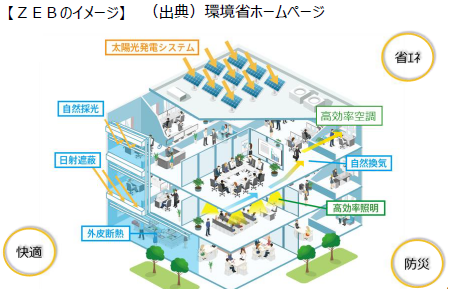 【ＺＥＢのイメージ】　（出典）環境省ホームページ
太陽光発電システム
省エネ
自然採光
高効率空調
日射遮蔽
自然換気
高効率照明
外皮断熱
快適
防災